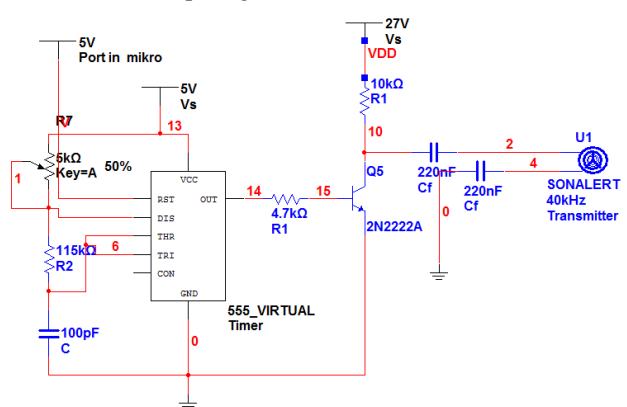 5V
Port in mikro
27V
Vs
VDD
5V
Vs
10kΩ
R1
R7
13
10
5kΩ
Key=A
50%
1
VCC
RST
OUT
DIS
THR
TRI
CON
GND
14
15
4.7kΩ
R1
Q5
2N2222A
220nF
Cf
220nF
Cf
2
4
0
U1
SONALERT
40kHz
Transmitter
115kΩ
R2
6
555_VIRTUAL
Timer
100pF
C
0